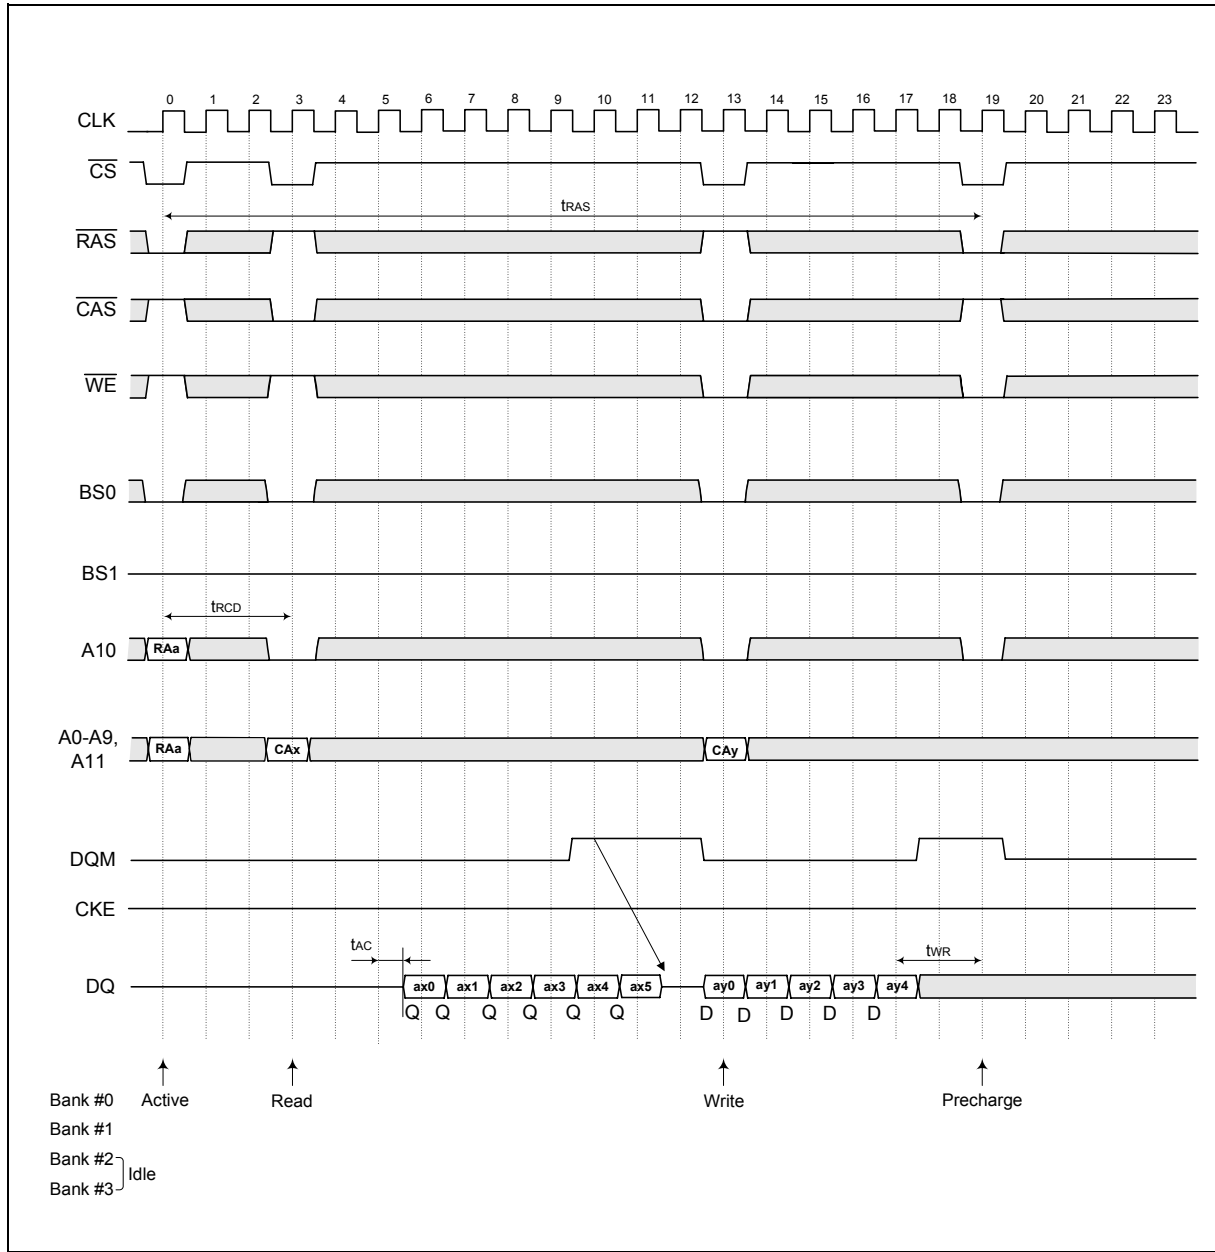 0 1 2 3 4 5 6 7 8 9 10 11 12 13 14 15 16 17 18 19 20 21 22 23
CLK
CS
tRAS
RAS
CAS
WE
BS0
BS1
tRCD
A10 RAa
A0-A9,
A11
RAa CAx CAy
DQM
CKE
tAC tWR
DQ ax0 ax1 ax2 ax3 ax4 ax5 ay0 ay1 ay2 ay3 ay4
Q Q Q Q Q Q D D D D D
Bank #0 Active Read Write Precharge
Bank #1
Bank #2
Idle
Bank #3